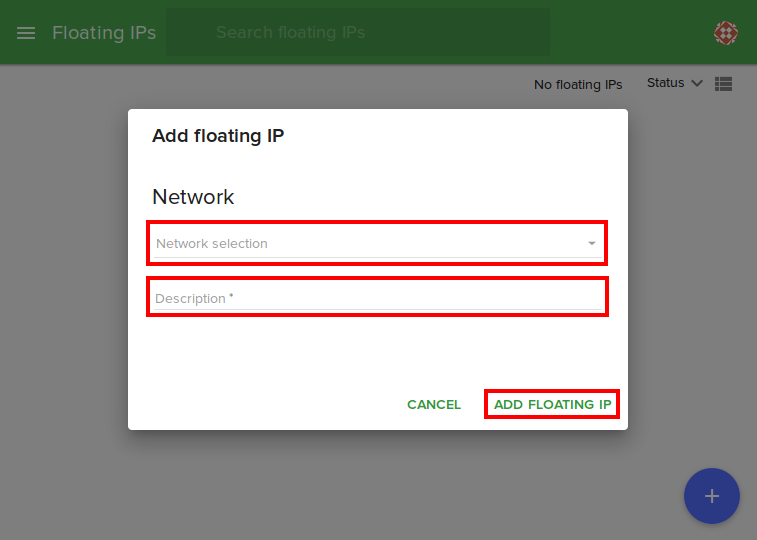 Floating IPs
Search floating IPs
No floating IPs
Status
Add floating IP
Network
Network selection
Description *
CANCEL
ADD FLOATING IP